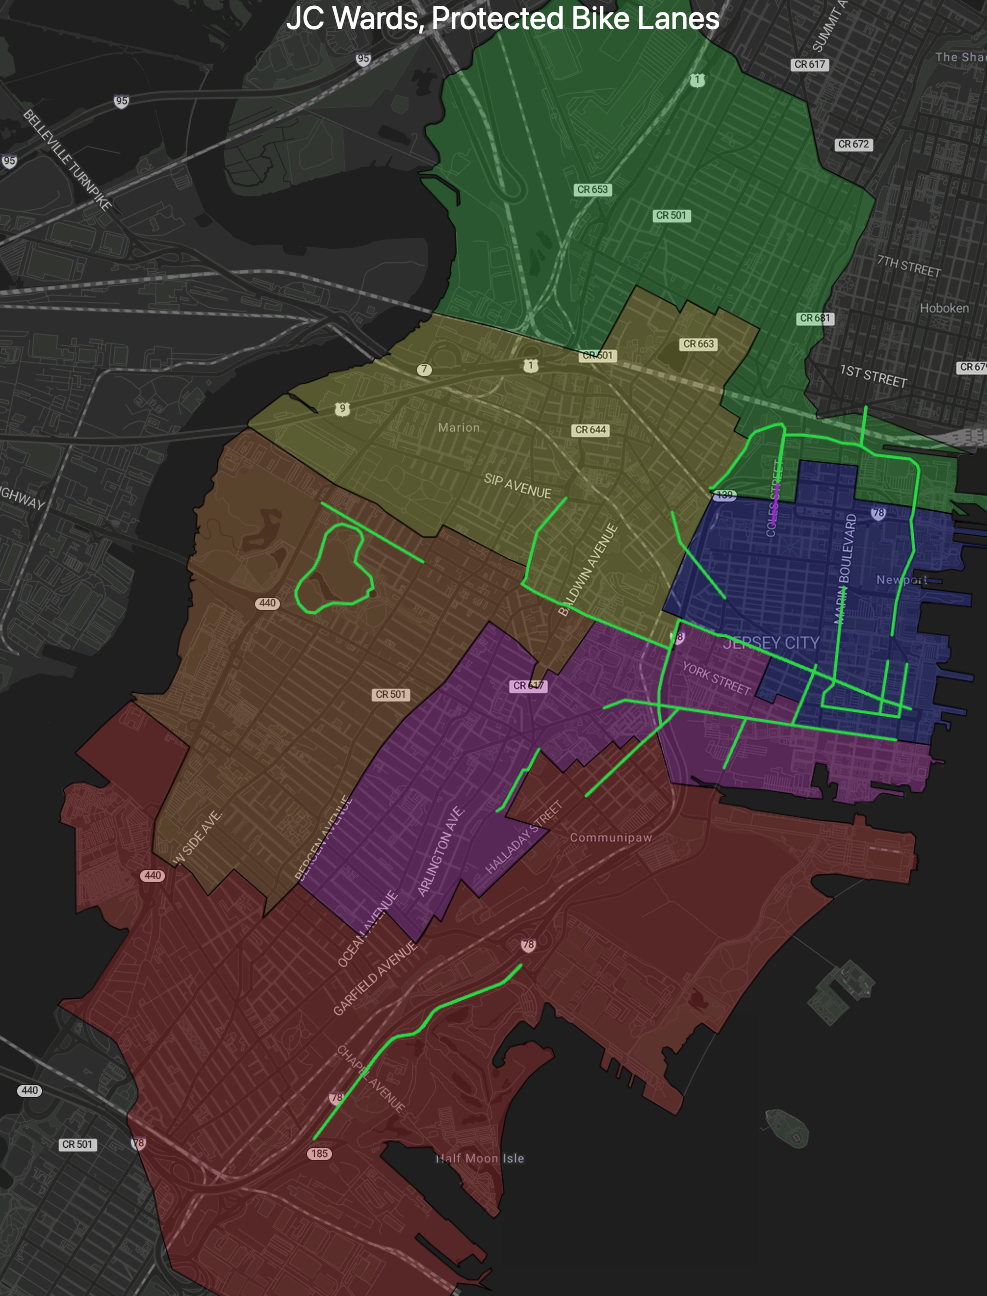 JC Wards, Protected Bike Lanes
SUMMIT A
95
CR 617
The Sha
1
95
BELLEVILLE TURNPIKE
CR 672
95
CR 653
CR 501
7TH STREET
Hoboken
CR 681
CR 663
CR 501
1
7
1ST STREET
CR 679
9
Marion
CR 644
SIP AVENUE
HIGHWAY
139
COLES STREET
78
MARIN BOULEVARD
BALDWIN AVENUE
Newport
440
JERSEY CITY
78
YORK STREET
CR 617
CR 501
W SIDE AVE.
BERGEN AVENUE
ARLINGTON AVE.
HALLADAY STREET
Communipaw
440
OCEAN AVENUE
GARFIELD AVENUE
78
CHAPEL AVENUE
440
78
CR 501
78
185
Half Moon Isle